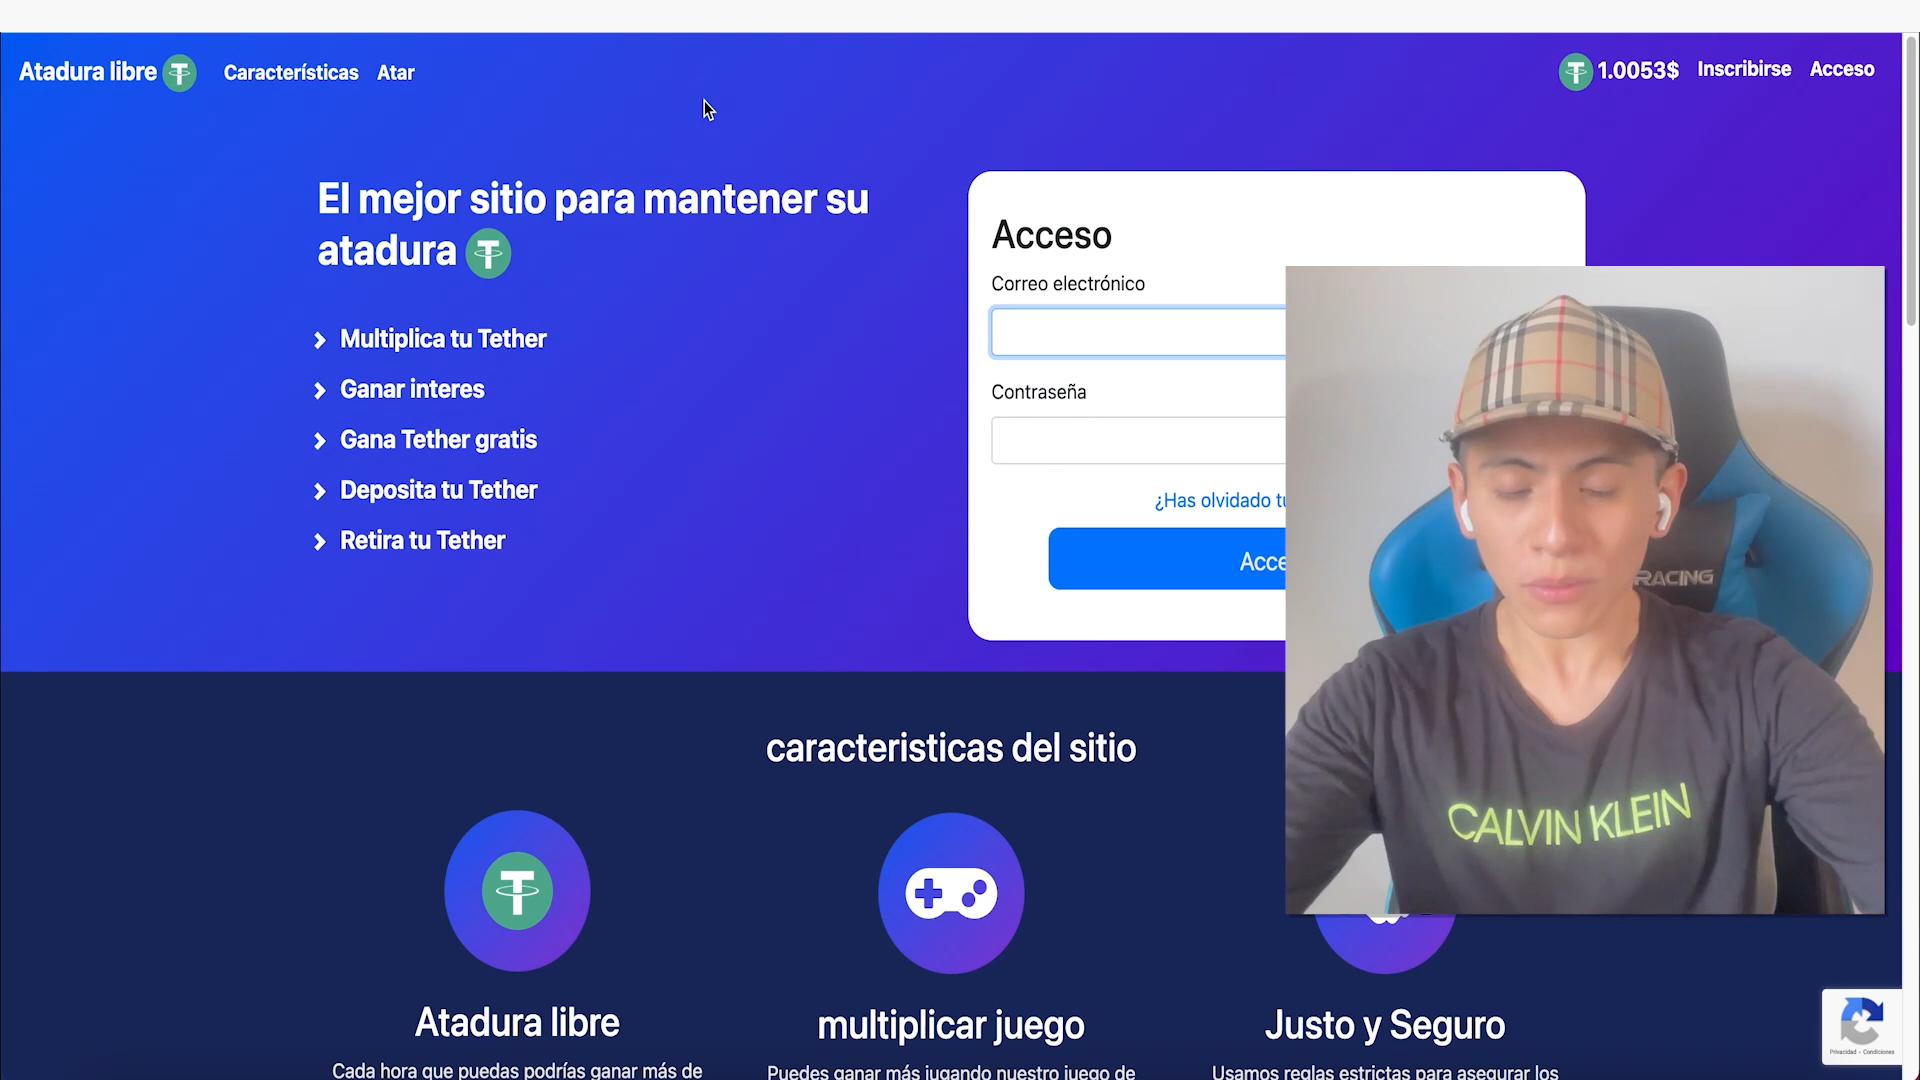 Atadura libre
Características
Atar
1.0053$
Inscribirse
Acceso
El mejor sitio para mantener su
atadura
Multiplica tu Tether
Ganar interes
Gana Tether gratis
Deposita tu Tether
Retira tu Tether
Acceso
Correo electrónico
Contraseña
¿Has olvidado tu
Acce
RACING
CALVIN KLEIN
caracteristicas del sitio
Atadura libre
multiplicar juego
Justo y Seguro
Cada hora que puedas podrías ganar más de
Puedes ganar más jugando nuestro juego de
Usamos reglas estrictas para asegurar los
Privacidad - Condiciones